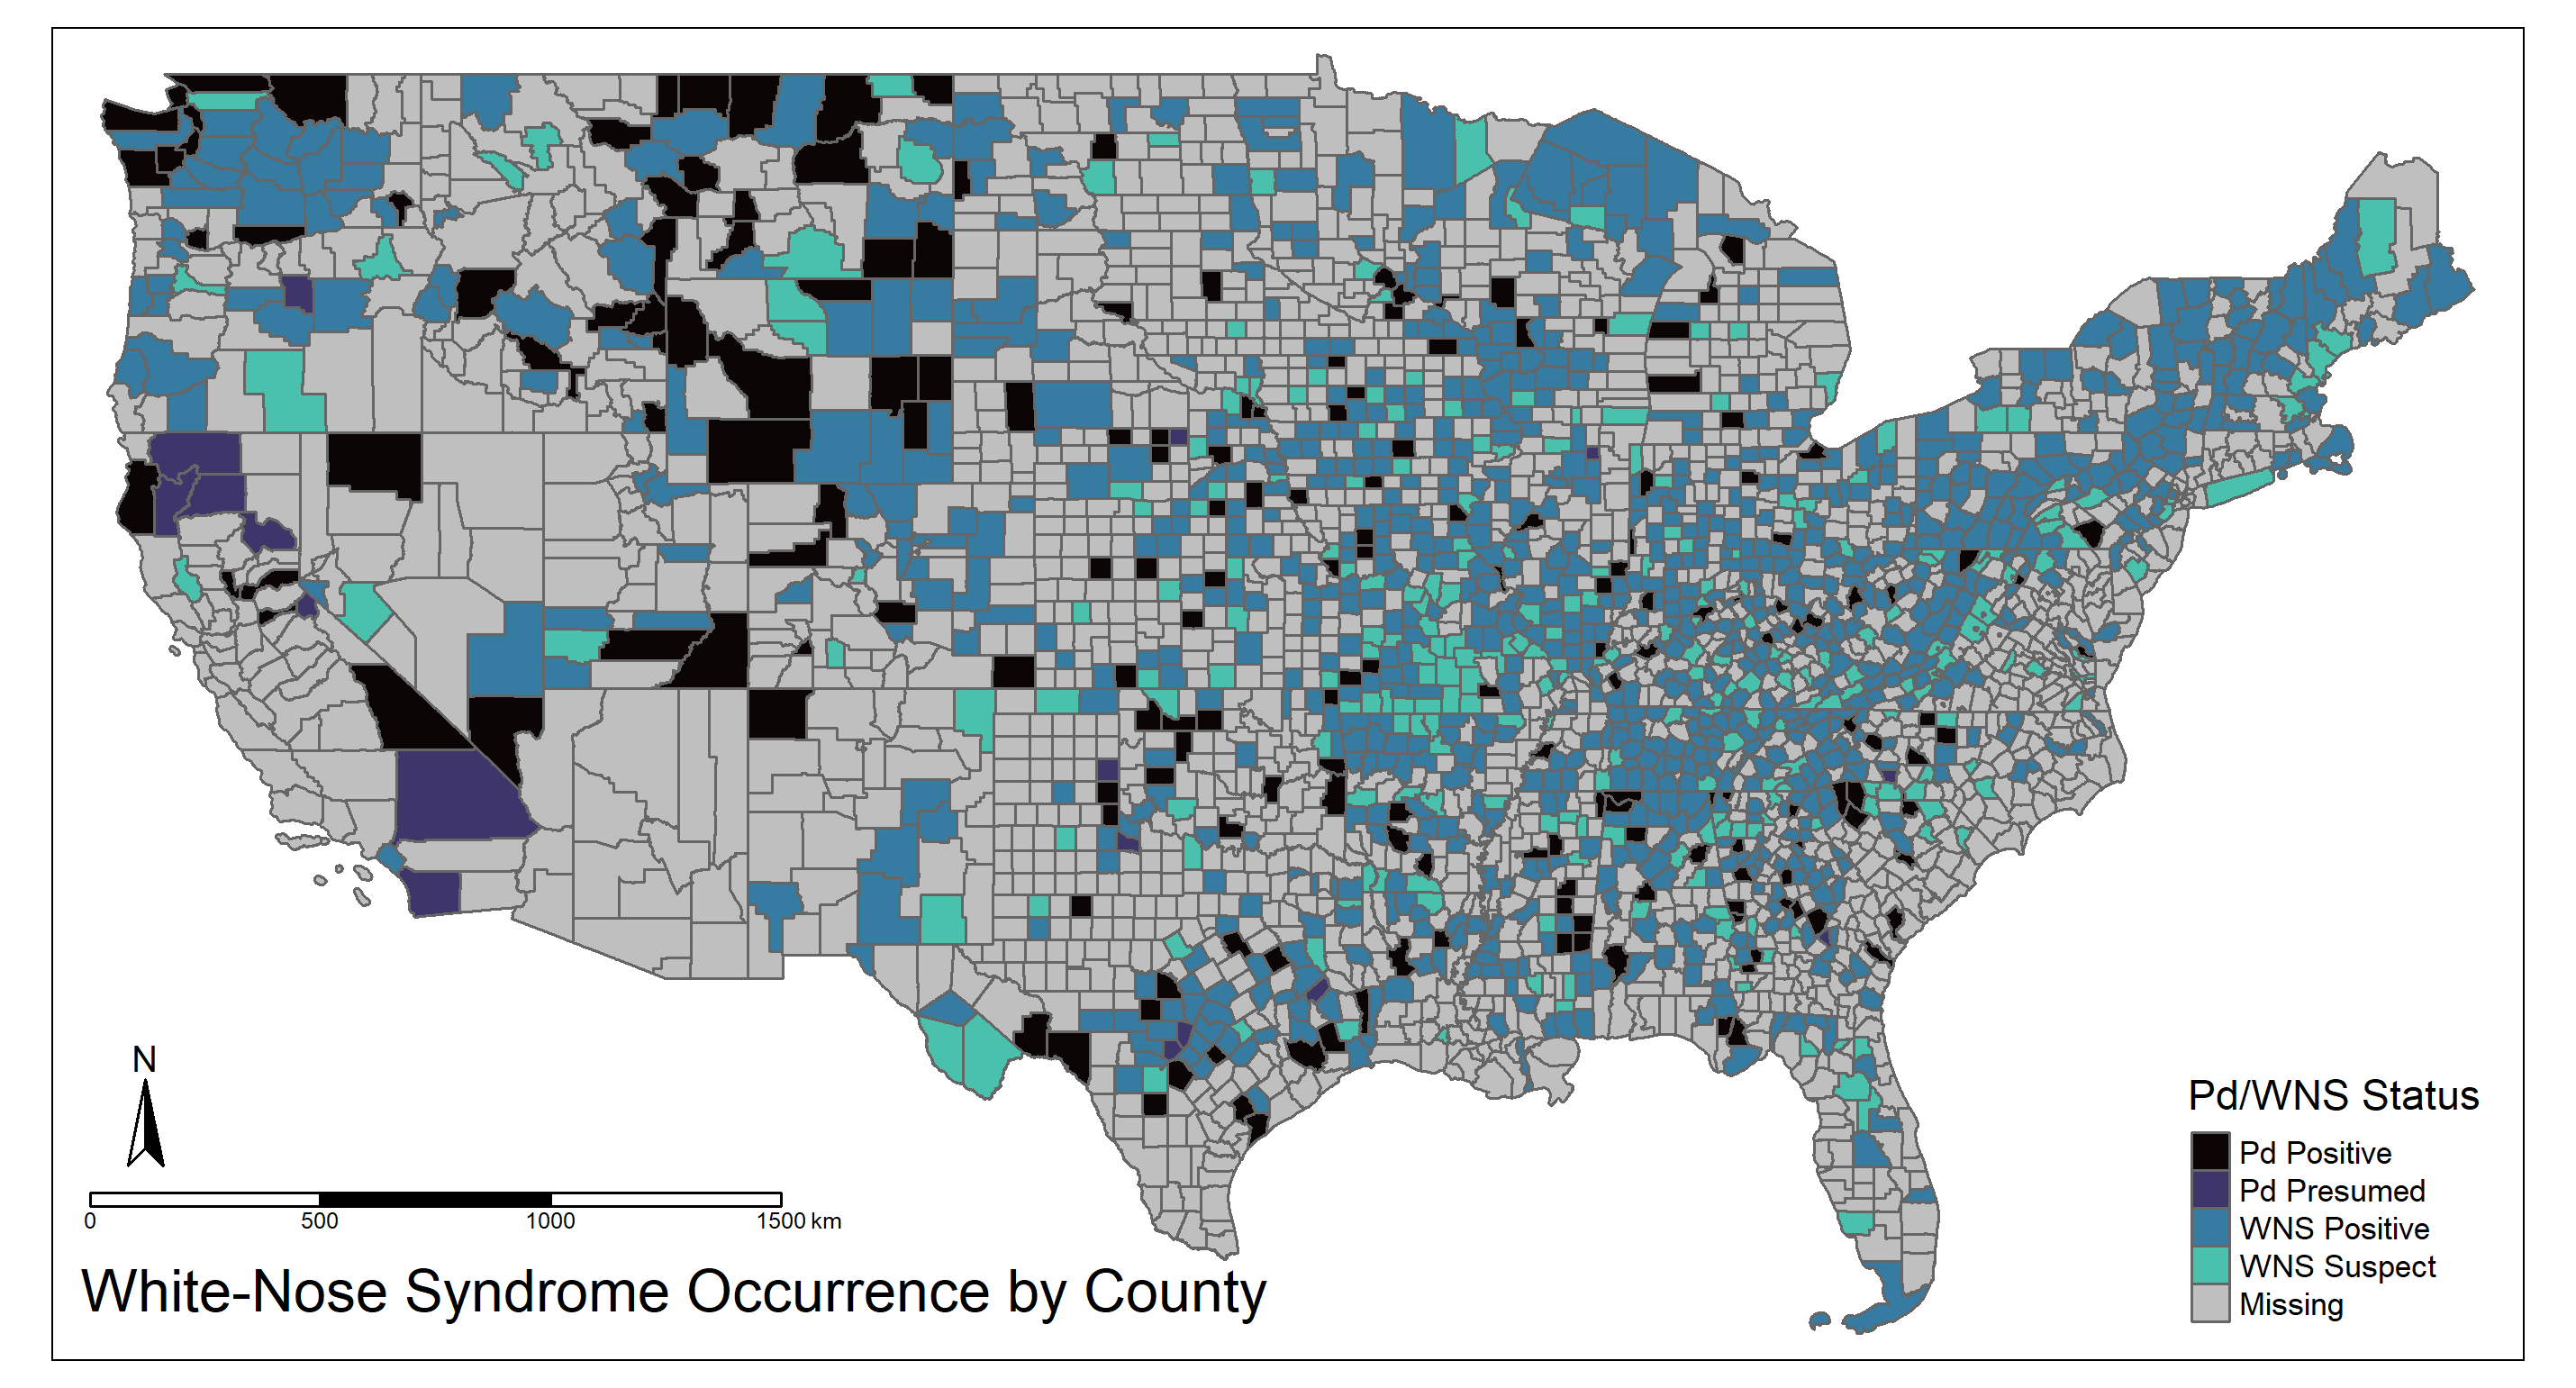 N
0 500 1000 1500 km
White-Nose Syndrome Occurrence by County
Pd/WNS Status
Pd Positive
Pd Presumed
WNS Positive
WNS Suspect
Missing